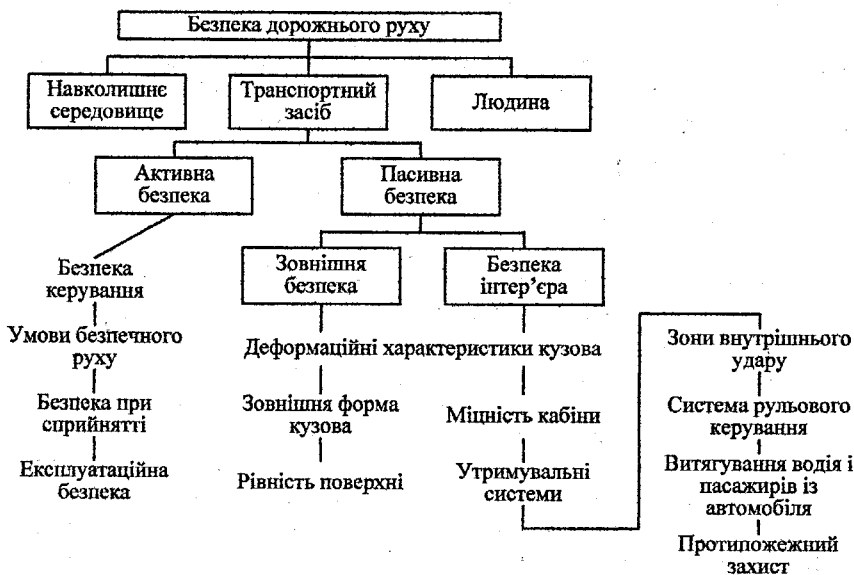 Безпека дорожнього руху
Навколишнє
середовище
Транспортний
засіб
Людина
Активна
безпека
Пасивна
безпека
Безпека
керування
Умови безпечного
руху
Безпека при
сприйнятті
Експлуатаційна
безпека
Зовнішня
безпека
Безпека
інтер’єра
Деформаційні характеристики кузова
Зовнішня форма
кузова
Рівність поверхні
Міцність кабіни
Утримувальні
системи
Зони внутрішнього
удару
Система рульового
керування
Витягування водія і
пасажирів із
автомобіля
Протипожежний
захист